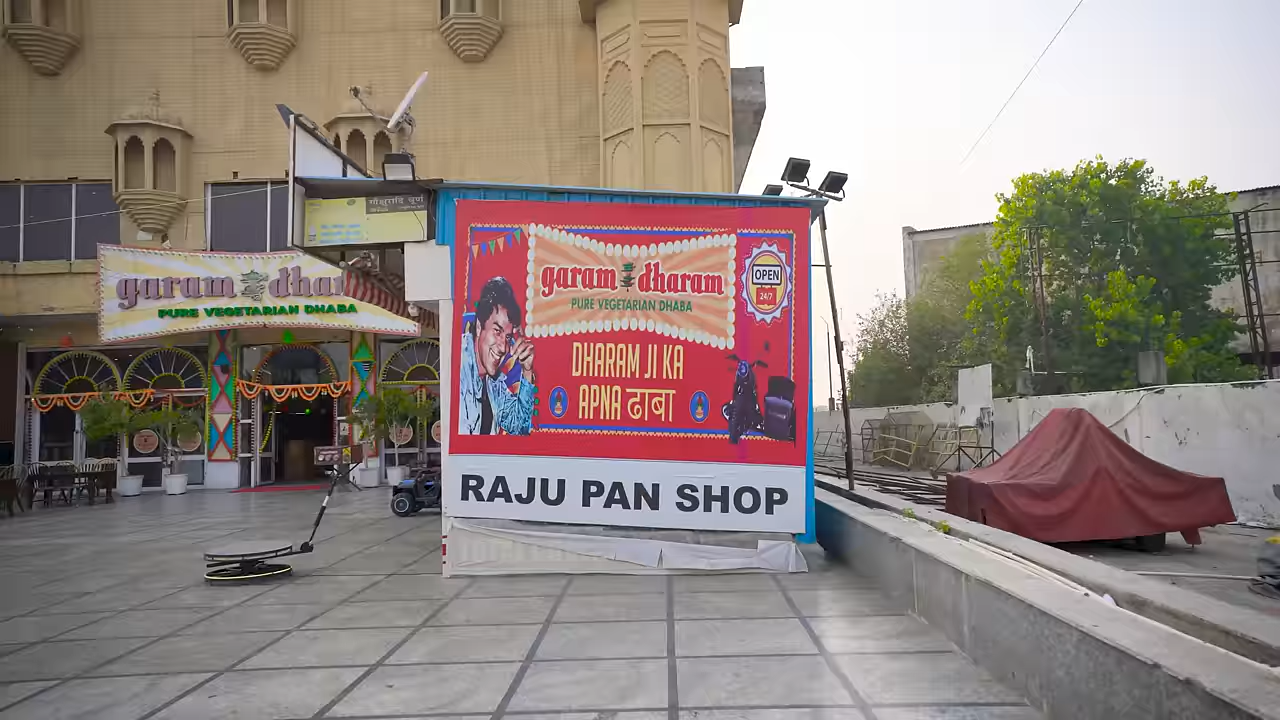 गौक्षुरादि चूर्ण
garam dharam
PURE VEGETARIAN DHABA
garam dharam
PURE VEGETARIAN DHABA
OPEN
24/7
DHARAM JI KA
APNA ढाबा
RAJU PAN SHOP